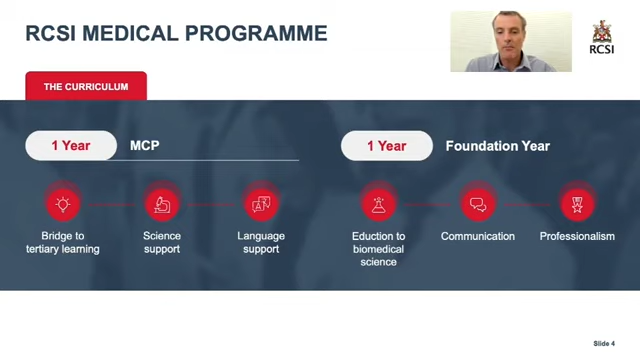 RCSI MEDICAL PROGRAMME
RCSI
THE CURRICULUM
1 Year
MCP
1 Year
Foundation Year
Bridge to
tertiary learning
Science
support
Language
support
Eduction to
biomedical
science
Communication
Professionalism
Slide 4